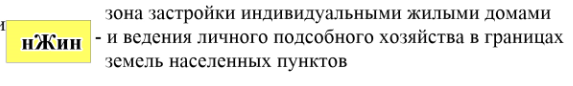 зона застройки индивидуальными жилыми домами
и
нЖин - и ведения личного подсобного хозяйства в границах
земель населенных пунктов